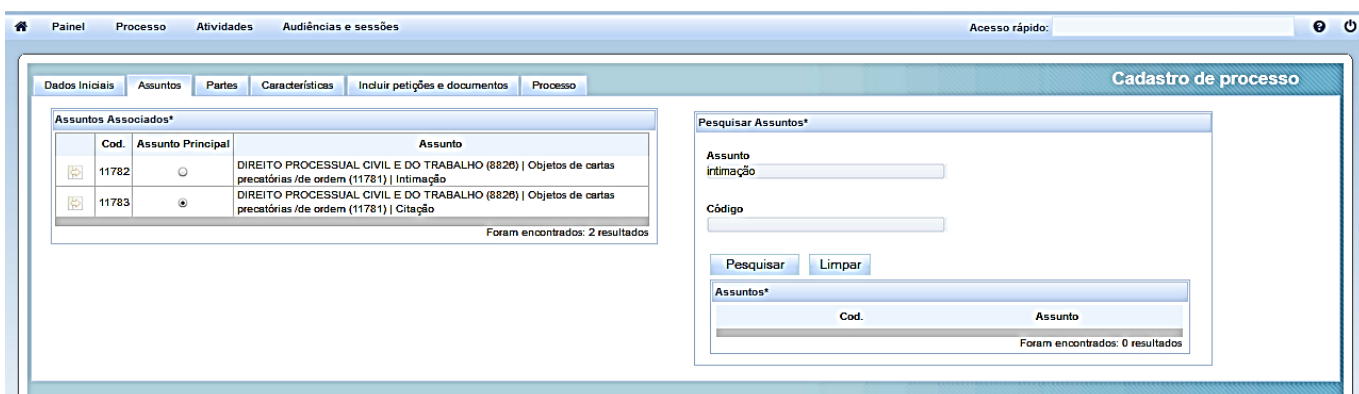 Painel Processo Atividades Audiências e sessões Acesso rápido:
Cadastro de processo
Dados Iniciais Assuntos Partes Características Incluir petições e documentos Processo
Assuntos Associados*
Cod. Assunto Principal Assunto
11782 DIREITO PROCESSUAL CIVIL E DO TRABALHO (8826) | Objetos de cartas
precatórias /de ordem (11781) | Intimação
11783 DIREITO PROCESSUAL CIVIL E DO TRABALHO (8826) | Objetos de cartas
precatórias /de ordem (11781) | Citação
Foram encontrados: 2 resultados
Pesquisar Assuntos*
Assunto
intimação
Código
Pesquisar Limpar
Assuntos*
Cod. Assunto
Foram encontrados: 0 resultados